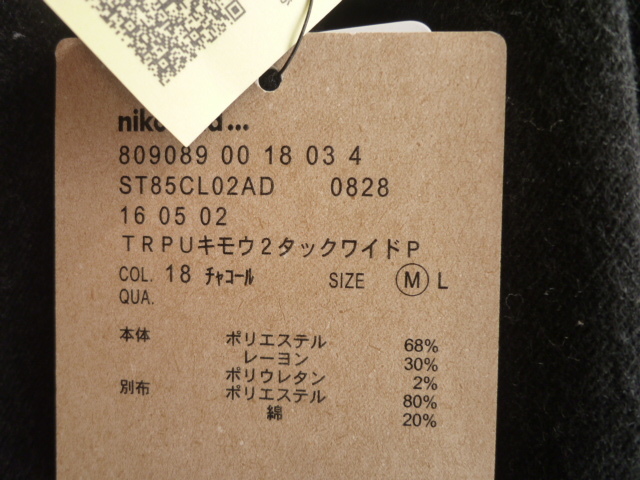 809089 00 18 03 4
ST85CL02AD 0828
16 05 02
TRPUキモウ2タックワイドP
COL. 18 チャコール SIZE M L
QUA.
本体 ポリエステル 68%
レーヨン 30%
ポリウレタン 2%
別布 ポリエステル 80%
綿 20%